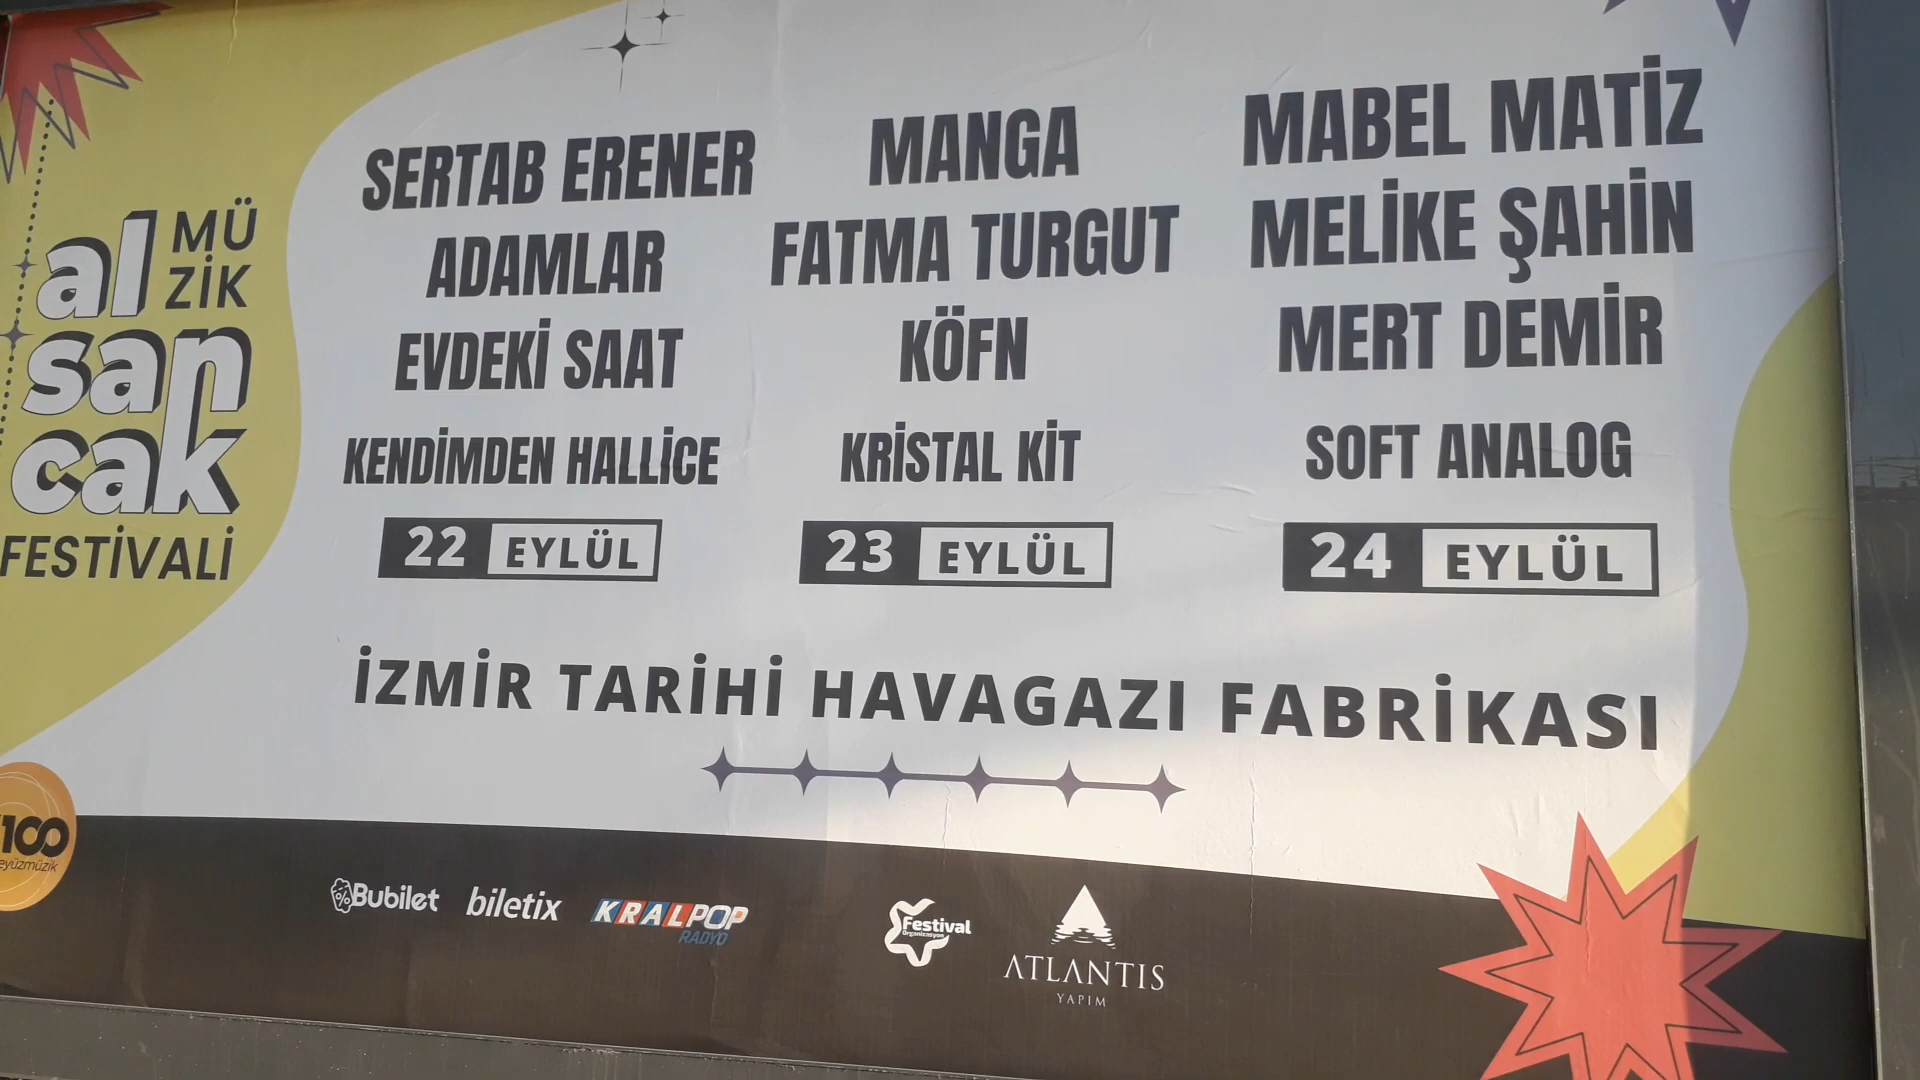 al
san
cak
MÜ
ZİK
FESTİVALİ
SERTAB ERENER
ADAMLAR
EVDEKİ SAAT
KENDİMDEN HALLİCE
22 EYLÜL
MANGA
FATMA TURGUT
KÖFN
KRİSTAL KİT
23 EYLÜL
MABEL MATİZ
MELİKE ŞAHİN
MERT DEMİR
SOFT ANALOG
24 EYLÜL
İZMİR TARİHİ HAVAGAZI FABRİKASI
100
eyüzmüzik
Bubilet
biletix
KRALPOP
RADYO
Festival
Organizasyon
ATLANTIS
YAPIM